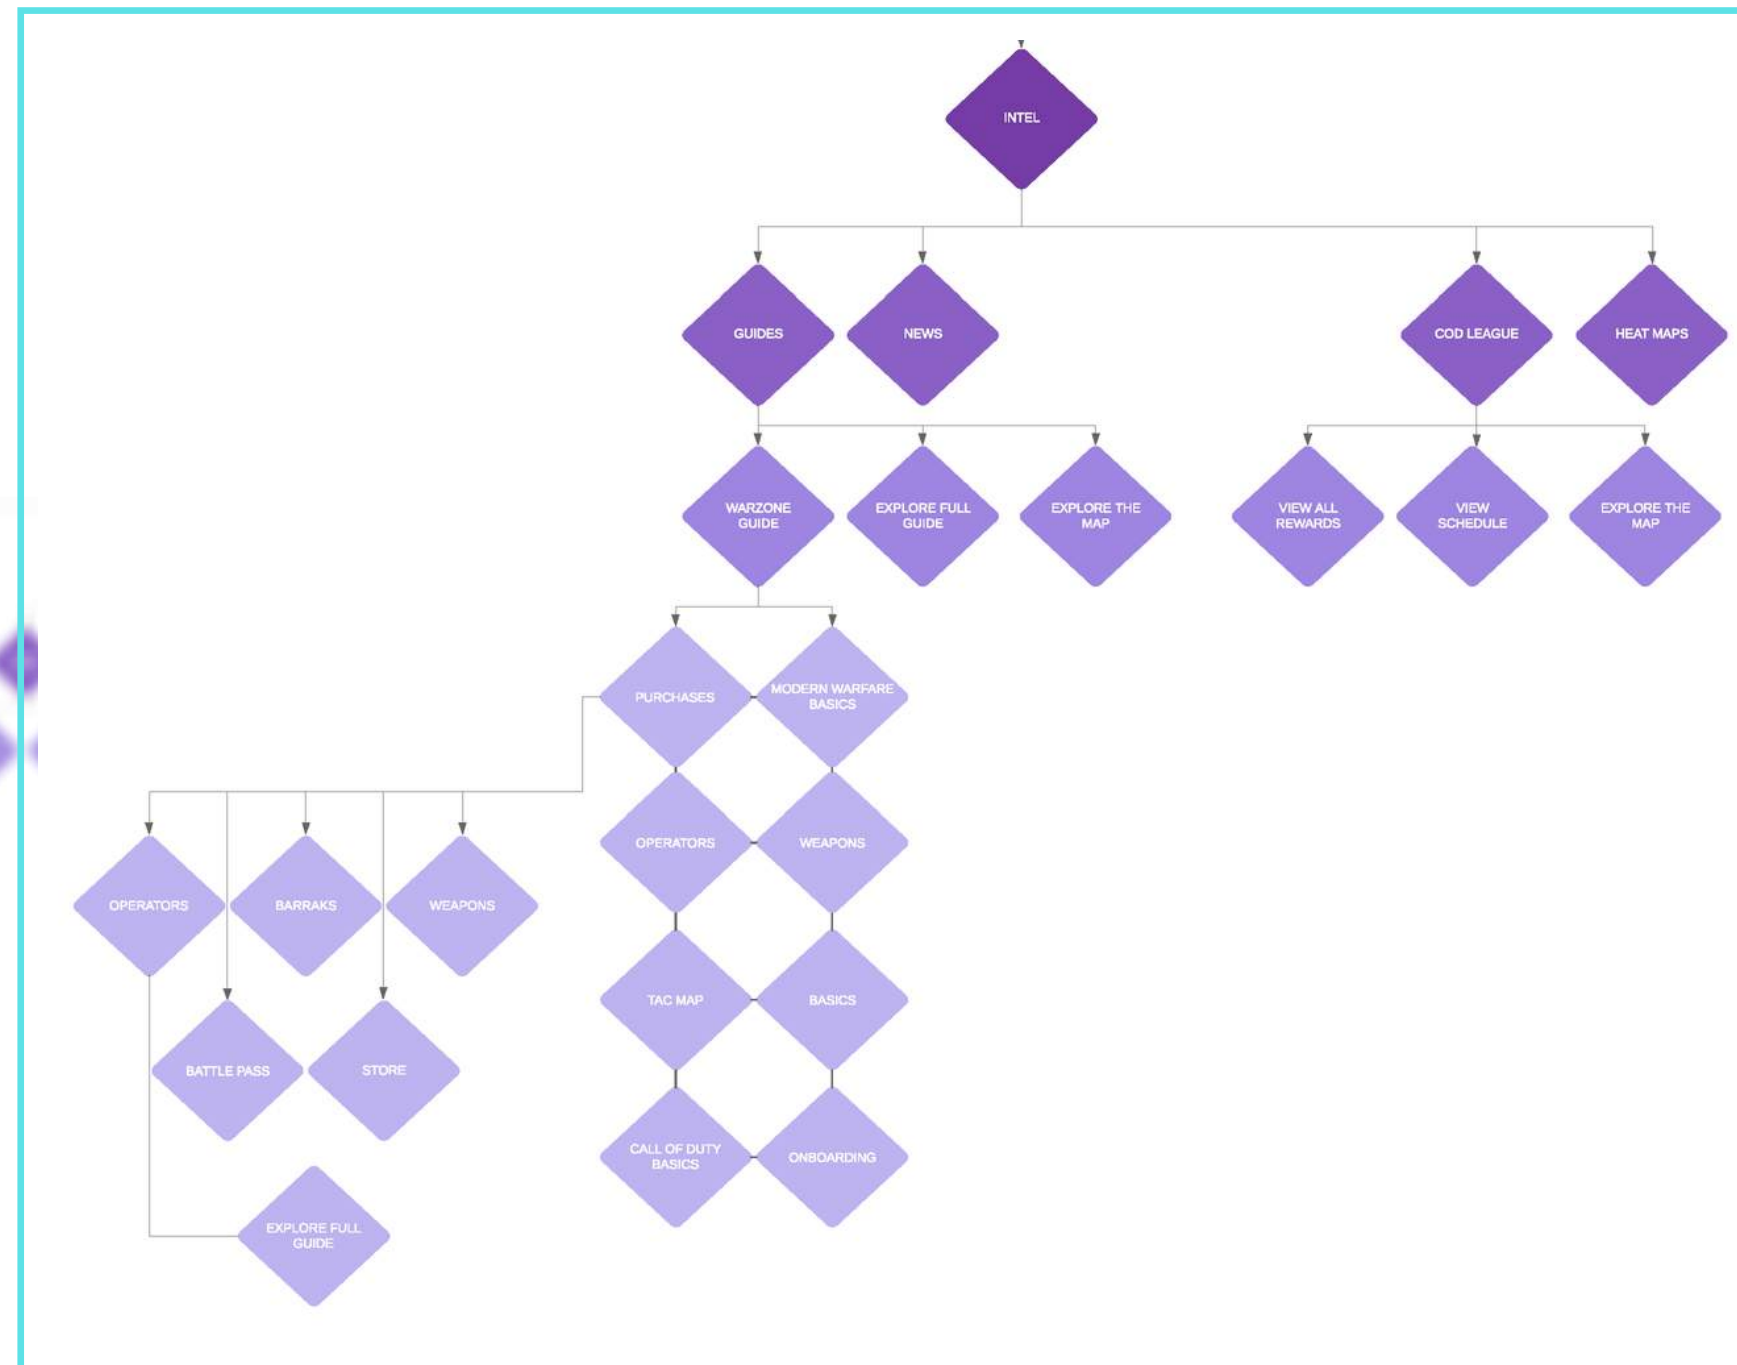 INTEL
GUIDES
NEWS
COD LEAGUE
HEAT MAPS
WARZONE
GUIDE
EXPLORE FULL
GUIDE
EXPLORE THE
MAP
VIEW ALL
REWARDS
VIEW
SCHEDULE
EXPLORE THE
MAP
PURCHASES
MODERN WARFARE
BASICS
OPERATORS
WEAPONS
OPERATORS
BARRAKS
WEAPONS
TAC MAP
BASICS
BATTLE PASS
STORE
CALL OF DUTY
BASICS
ONBOARDING
EXPLORE FULL
GUIDE